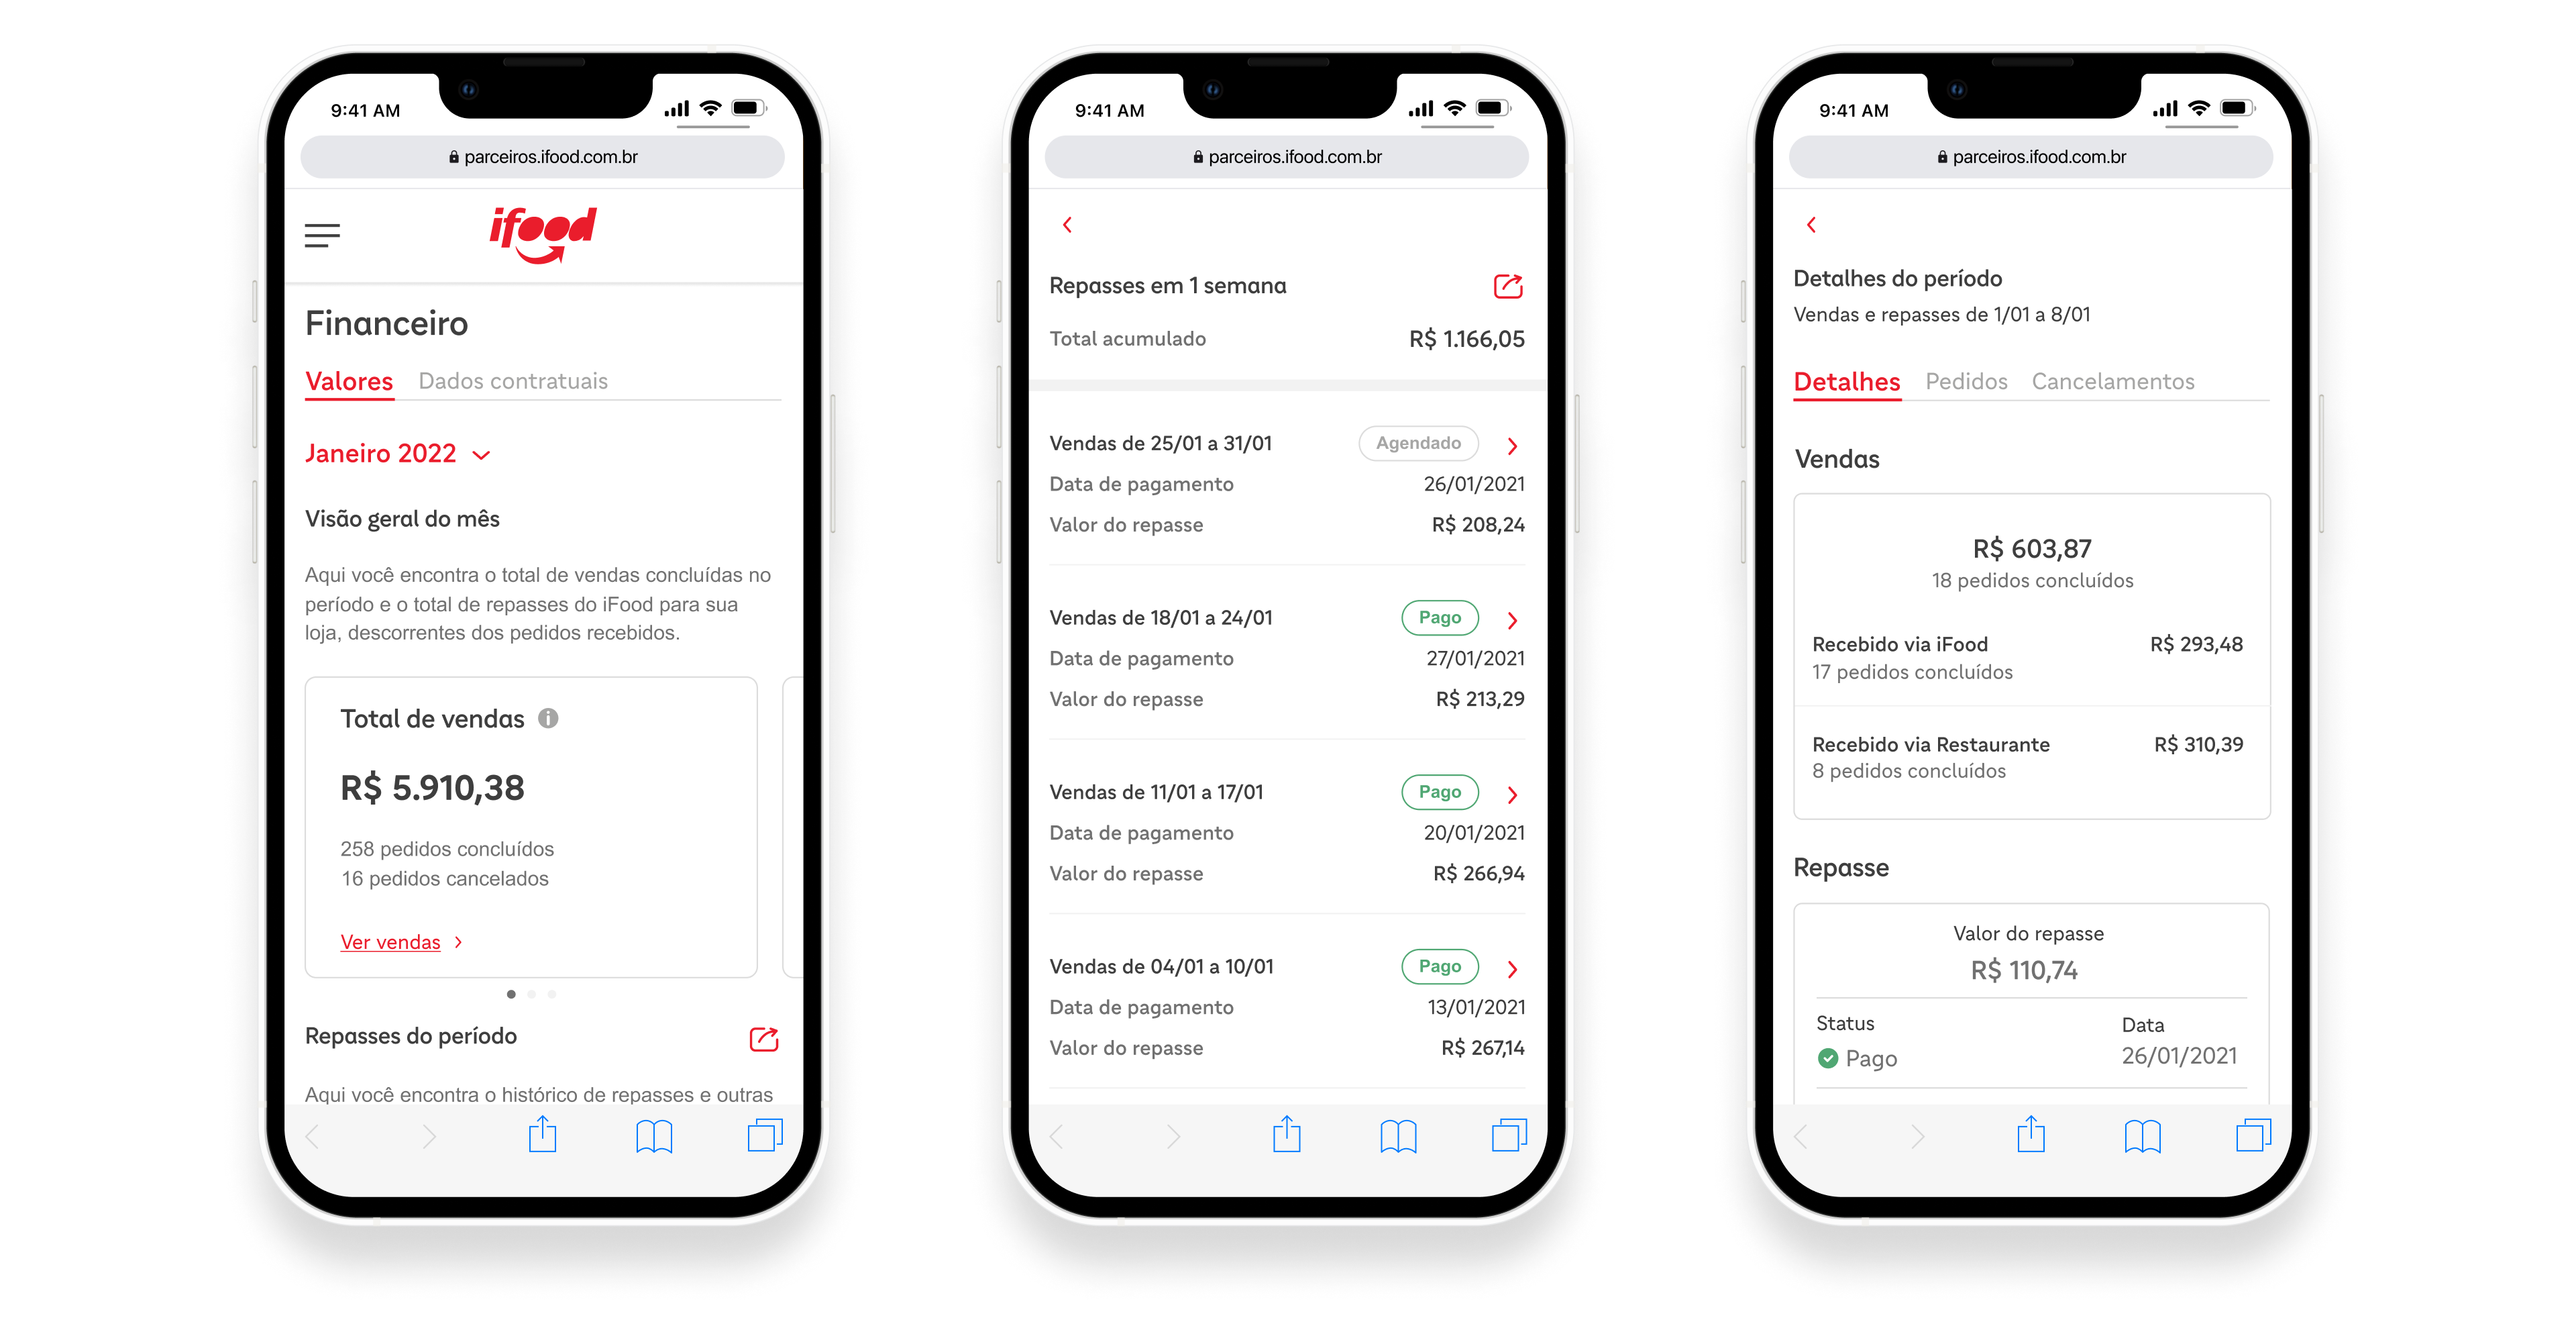 9:41 AM
parceiros.ifood.com.br
ifood
Financeiro
Valores Dados contratuais
Janeiro 2022
Visão geral do mês
Aqui você encontra o total de vendas concluídas no
período e o total de repasses do iFood para sua
loja, descorrentes dos pedidos recebidos.
Total de vendas
R$ 5.910,38
258 pedidos concluídos
16 pedidos cancelados
Ver vendas
Repasses do período
Aqui você encontra o histórico de repasses e outras
9:41 AM
parceiros.ifood.com.br
Repasses em 1 semana
Total acumulado R$ 1.166,05
Vendas de 25/01 a 31/01 Agendado
Data de pagamento 26/01/2021
Valor do repasse R$ 208,24
Vendas de 18/01 a 24/01 Pago
Data de pagamento 27/01/2021
Valor do repasse R$ 213,29
Vendas de 11/01 a 17/01 Pago
Data de pagamento 20/01/2021
Valor do repasse R$ 266,94
Vendas de 04/01 a 10/01 Pago
Data de pagamento 13/01/2021
Valor do repasse R$ 267,14
9:41 AM
parceiros.ifood.com.br
Detalhes do período
Vendas e repasses de 1/01 a 8/01
Detalhes Pedidos Cancelamentos
Vendas
R$ 603,87
18 pedidos concluídos
Recebido via iFood R$ 293,48
17 pedidos concluídos
Recebido via Restaurante R$ 310,39
8 pedidos concluídos
Repasse
Valor do repasse
R$ 110,74
Status Data
Pago 26/01/2021